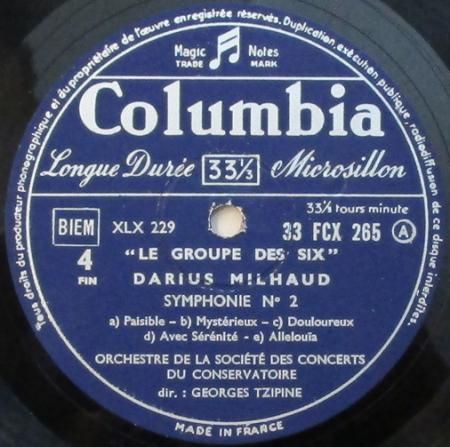 Tous droits du producteur phonographique et du propriétaire de l'œuvre enregistrée réservés. Duplication, exécution publique, radiodiffusion de ce disque interdites.
Magic Notes
TRADE MARK
Columbia
Longue Durée 33⅓ Microsillon
33⅓ tours minute
BIEM XLX 229 33 FCX 265 A
4
FIN
"LE GROUPE DES SIX"
DARIUS MILHAUD
SYMPHONIE Nº 2
a) Paisible - b) Mystérieux - c) Douloureux
d) Avec Sérénité - e) Allelouïa
ORCHESTRE DE LA SOCIÉTÉ DES CONCERTS
DU CONSERVATOIRE
dir. : GEORGES TZIPINE
MADE IN FRANCE